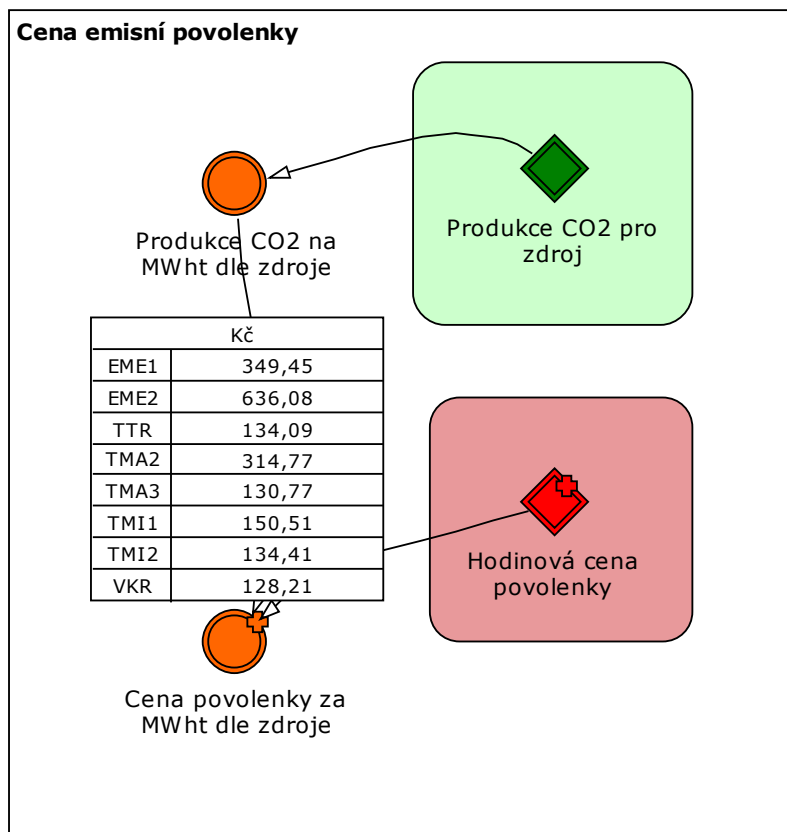 Cena emisní povolenky
Produkce CO2 na
MWht dle zdroje
Produkce CO2 pro
zdroj
Kč
EME1 349,45
EME2 636,08
TTR 134,09
TMA2 314,77
TMA3 130,77
TMI1 150,51
TMI2 134,41
VKR 128,21
Hodinová cena
povolenky
Cena povolenky za
MWht dle zdroje